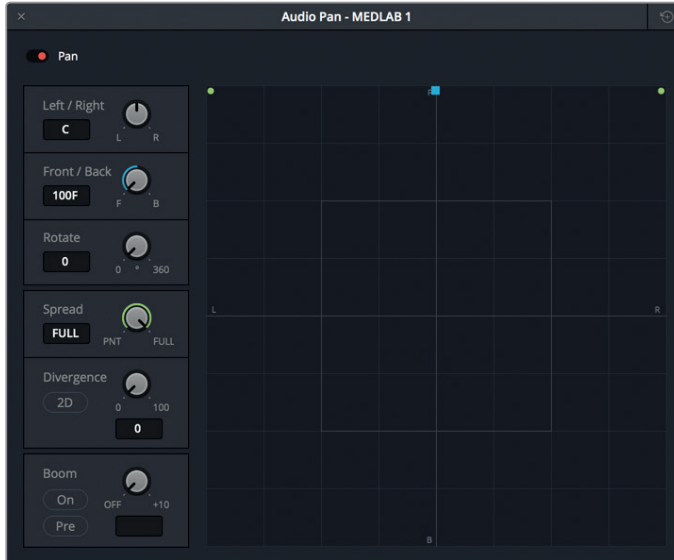 × Audio Pan - MEDLAB 1
Pan
Left / Right
C
L R
Front / Back
100F
F B
Rotate
0
0 ° 360
Spread
FULL
PNT FULL
Divergence
2D
0 100
0
Boom
On
OFF +10
Pre
F
L
R
B